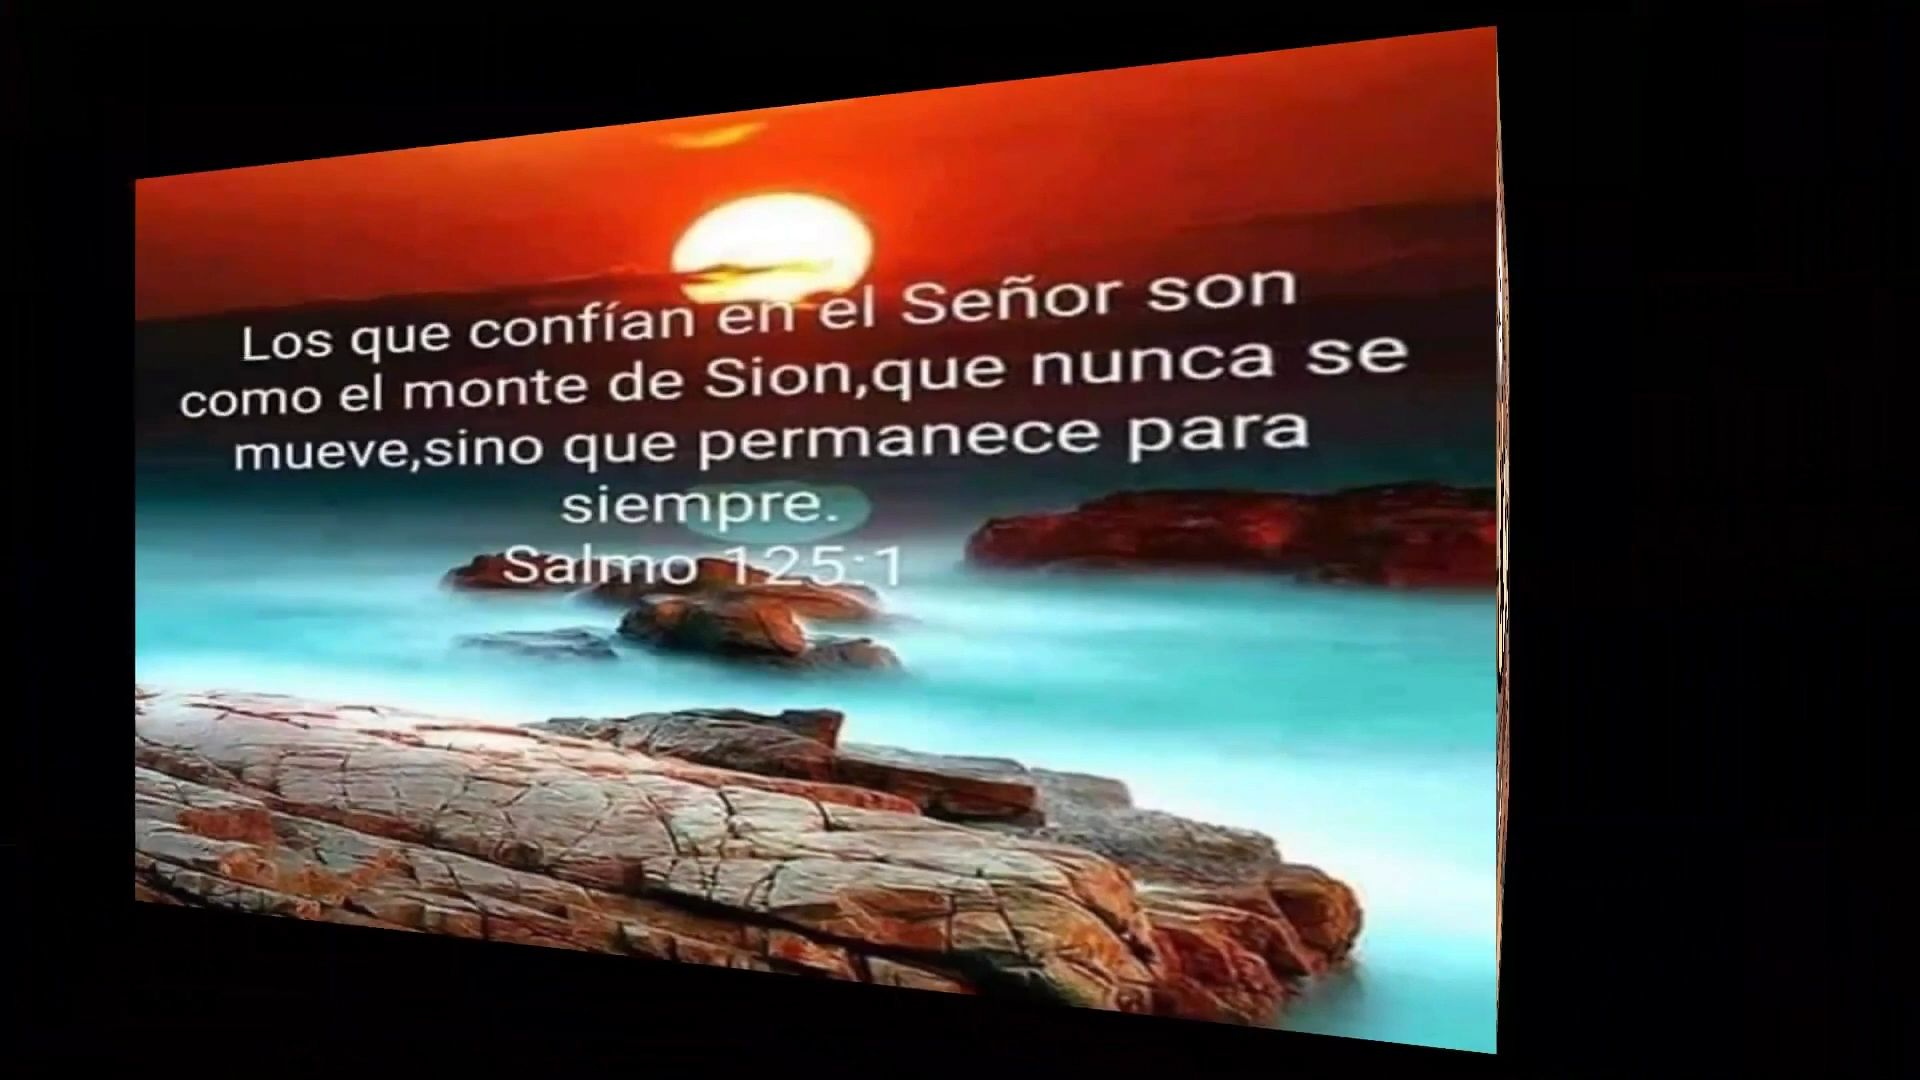 Los que confían en el Señor son
como el monte de Sion,que nunca se
mueve,sino que permanece para
siempre.
Salmo 125:1